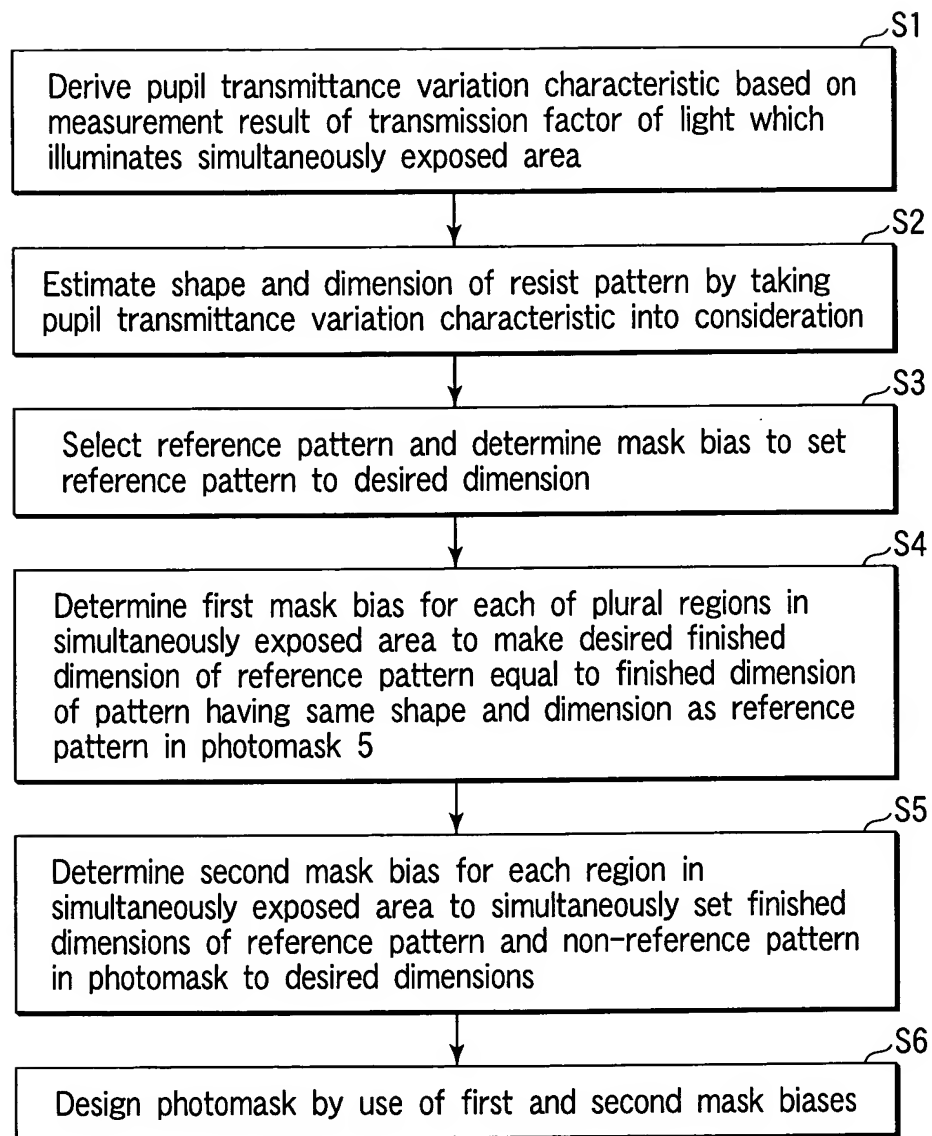 S1
Derive pupil transmittance variation characteristic based on
measurement result of transmission factor of light which
illuminates simultaneously exposed area
S2
Estimate shape and dimension of resist pattern by taking
pupil transmittance variation characteristic into consideration
S3
Select reference pattern and determine mask bias to set
reference pattern to desired dimension
S4
Determine first mask bias for each of plural regions in
simultaneously exposed area to make desired finished
dimension of reference pattern equal to finished dimension
of pattern having same shape and dimension as reference
pattern in photomask 5
S5
Determine second mask bias for each region in
simultaneously exposed area to simultaneously set finished
dimensions of reference pattern and non-reference pattern
in photomask to desired dimensions
S6
Design photomask by use of first and second mask biases